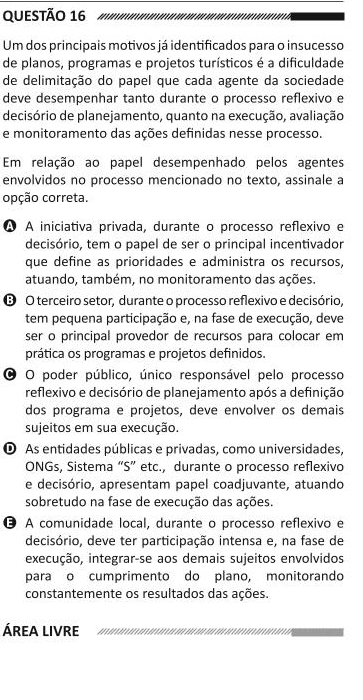 QUESTÃO 16
Um dos principais motivos já identificados para o insucesso
de planos, programas e projetos turísticos é a dificuldade
de delimitação do papel que cada agente da sociedade
deve desempenhar tanto durante o processo reflexivo e
decisório de planejamento, quanto na execução, avaliação
e monitoramento das ações definidas nesse processo.
Em relação ao papel desempenhado pelos agentes
envolvidos no processo mencionado no texto, assinale a
opção correta.
A A iniciativa privada, durante o processo reflexivo e
decisório, tem o papel de ser o principal incentivador
que define as prioridades e administra os recursos,
atuando, também, no monitoramento das ações.
B O terceiro setor, durante o processo reflexivo e decisório,
tem pequena participação e, na fase de execução, deve
ser o principal provedor de recursos para colocar em
prática os programas e projetos definidos.
C O poder público, único responsável pelo processo
reflexivo e decisório de planejamento após a definição
dos programa e projetos, deve envolver os demais
sujeitos em sua execução.
D As entidades públicas e privadas, como universidades,
ONGs, Sistema “S” etc., durante o processo reflexivo
e decisório, apresentam papel coadjuvante, atuando
sobretudo na fase de execução das ações.
E A comunidade local, durante o processo reflexivo e
decisório, deve ter participação intensa e, na fase de
execução, integrar-se aos demais sujeitos envolvidos
para o cumprimento do plano, monitorando
constantemente os resultados das ações.
ÁREA LIVRE